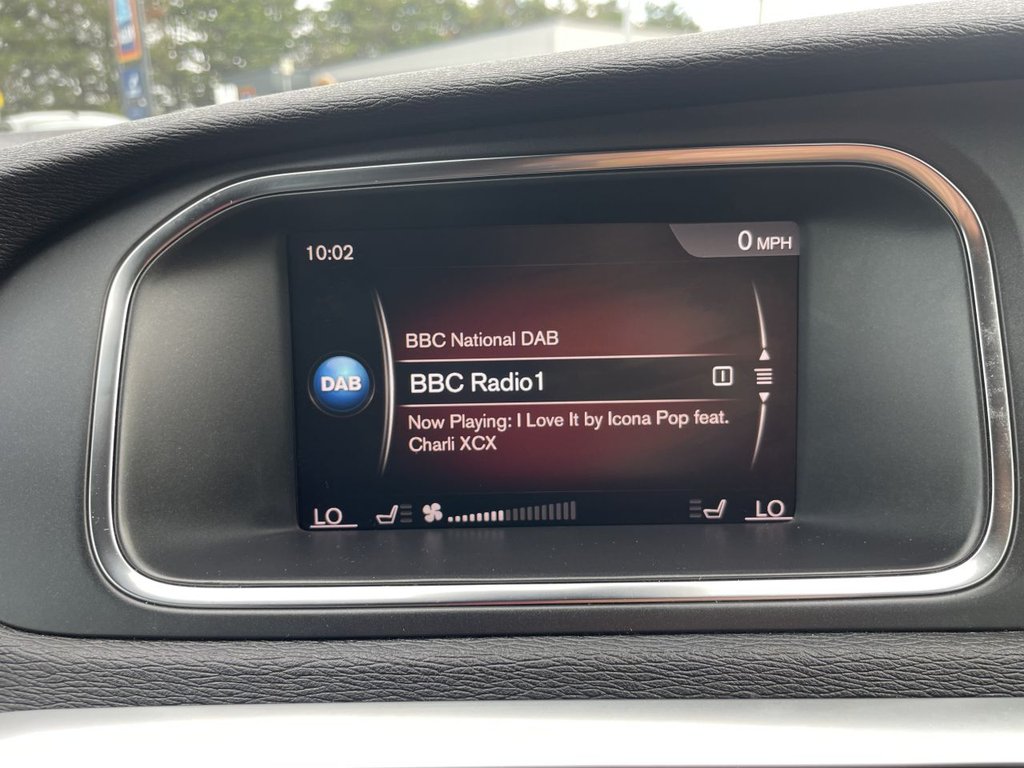 10:02
0 MPH
BBC National DAB
DAB
BBC Radio1
Now Playing: I Love It by Icona Pop feat.
Charli XCX
LO
LO